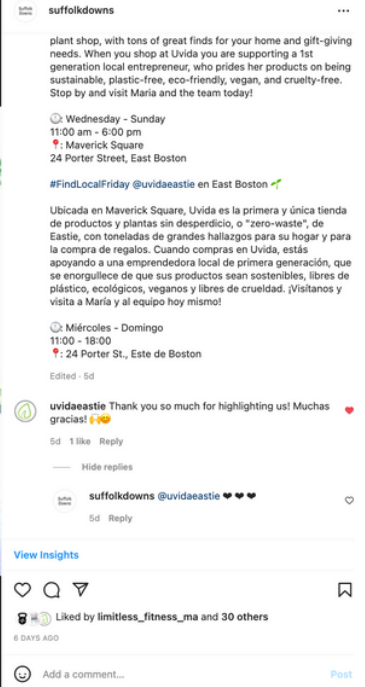 suffolkdowns
plant shop, with tons of great finds for your home and gift-giving
needs. When you shop at Uvida you are supporting a 1st
generation local entrepreneur, who prides her products on being
sustainable, plastic-free, eco-friendly, vegan, and cruelty-free.
Stop by and visit Maria and the team today!
🕚: Wednesday - Sunday
11:00 am - 6:00 pm
📍: Maverick Square
24 Porter Street, East Boston
#FindLocalFriday @uvidaeastie en East Boston 🌱
Ubicada en Maverick Square, Uvida es la primera y única tienda
de productos y plantas sin desperdicio, o "zero-waste", de
Eastie, con toneladas de grandes hallazgos para su hogar y para
la compra de regalos. Cuando compras en Uvida, estás
apoyando a una emprendedora local de primera generación, que
se enorgullece de que sus productos sean sostenibles, libres de
plástico, ecológicos, veganos y libres de crueldad. ¡Visítanos y
visita a María y al equipo hoy mismo!
🕚: Miércoles - Domingo
11:00 - 18:00
📍: 24 Porter St., Este de Boston
Edited · 5d
uvidaeastie Thank you so much for highlighting us! Muchas
gracias! 🙌😊
5d 1 like Reply
Hide replies
Suffolk
Downs
suffolkdowns @uvidaeastie ❤❤❤
5d Reply
View Insights
Liked by limitless_fitness_ma and 30 others
6 DAYS AGO
Add a comment... Post